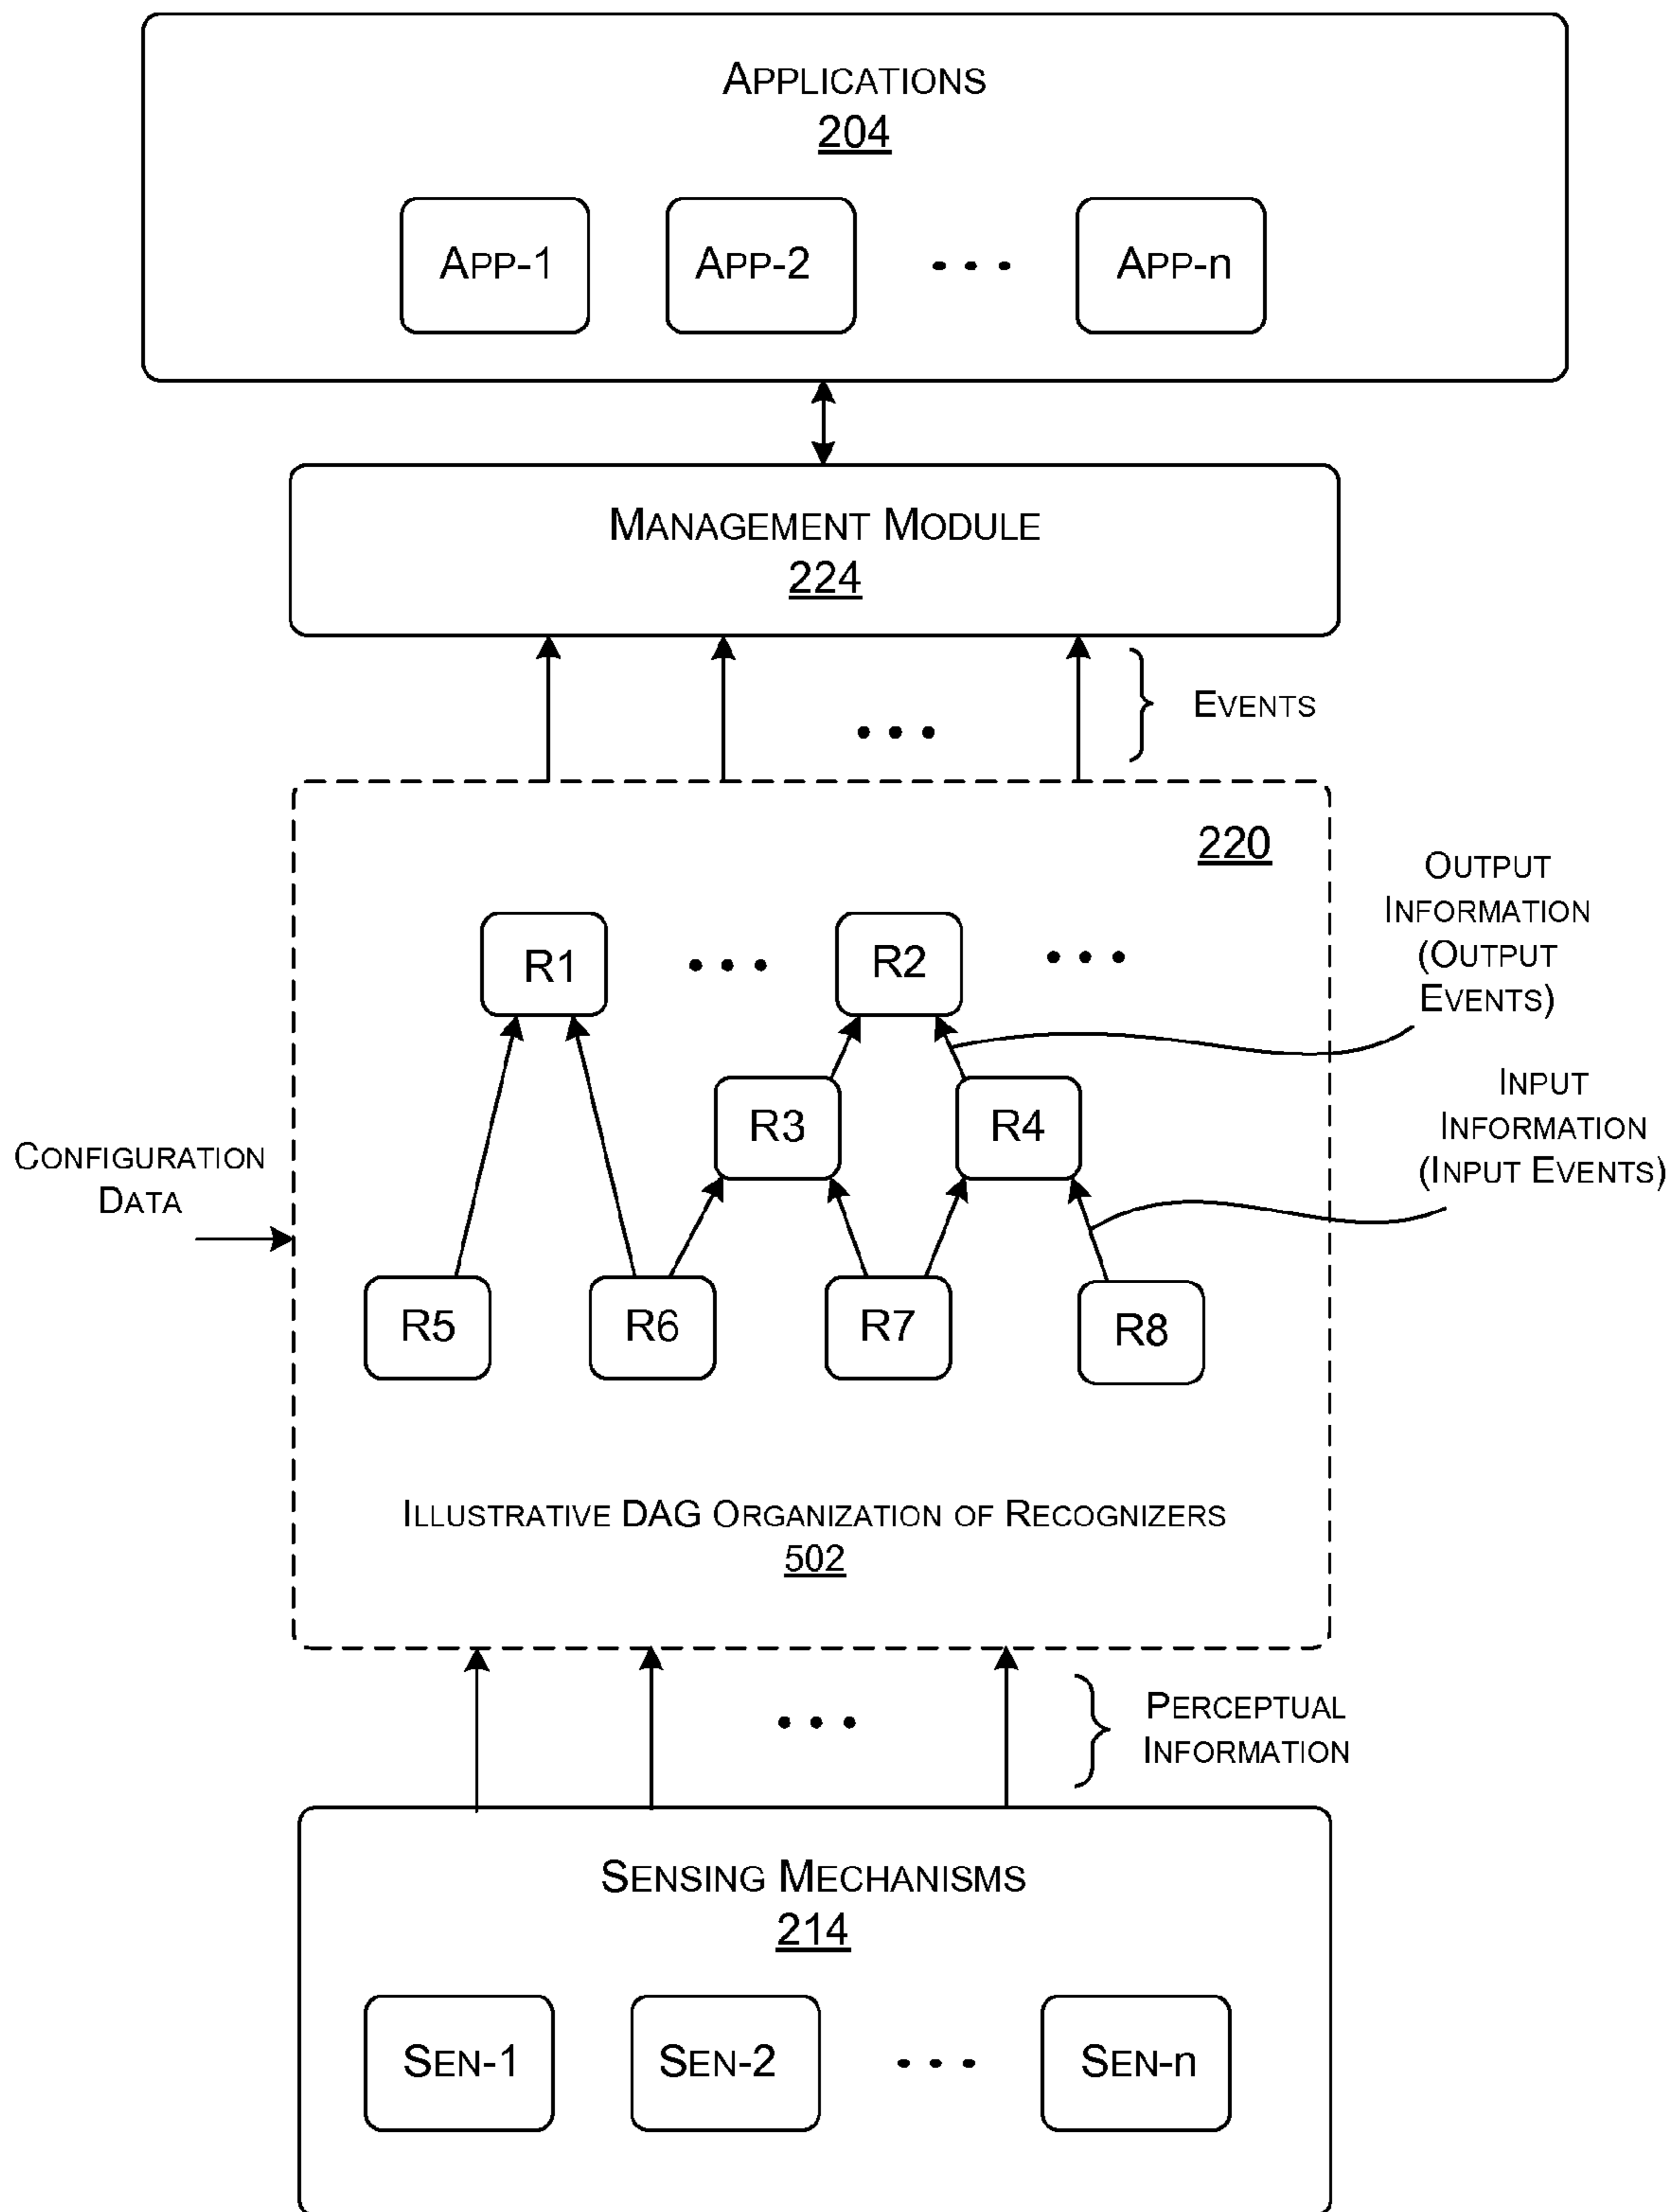 APPLICATIONS
204
APP-1 APP-2 • • • APP-n
MANAGEMENT MODULE
224
• • •
EVENTS
220
OUTPUT
INFORMATION
(OUTPUT
EVENTS)
R1 • • • R2 • • •
INPUT
INFORMATION
(INPUT EVENTS)
R3 R4
CONFIGURATION
DATA
R5 R6 R7 R8
ILLUSTRATIVE DAG ORGANIZATION OF RECOGNIZERS
502
• • •
PERCEPTUAL
INFORMATION
SENSING MECHANISMS
214
SEN-1 SEN-2 • • • SEN-n